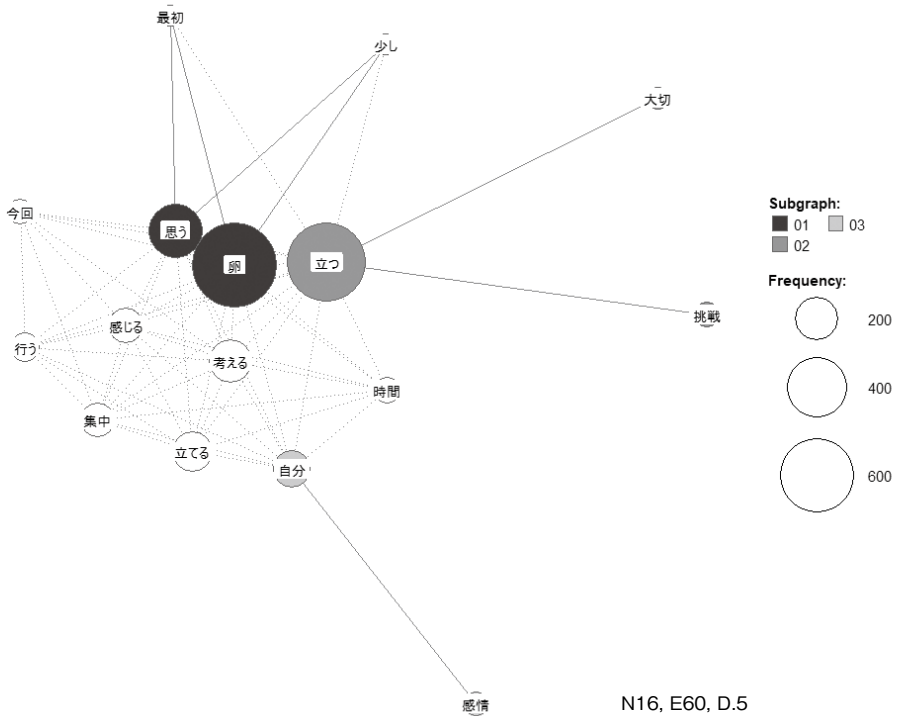 最初
少し
大切
今回
思う
卵
立つ
挑戦
感じる
行う
考える
時間
集中
立てる
自分
感情
Subgraph:
01 03
02
Frequency:
200
400
600
N16, E60, D.5